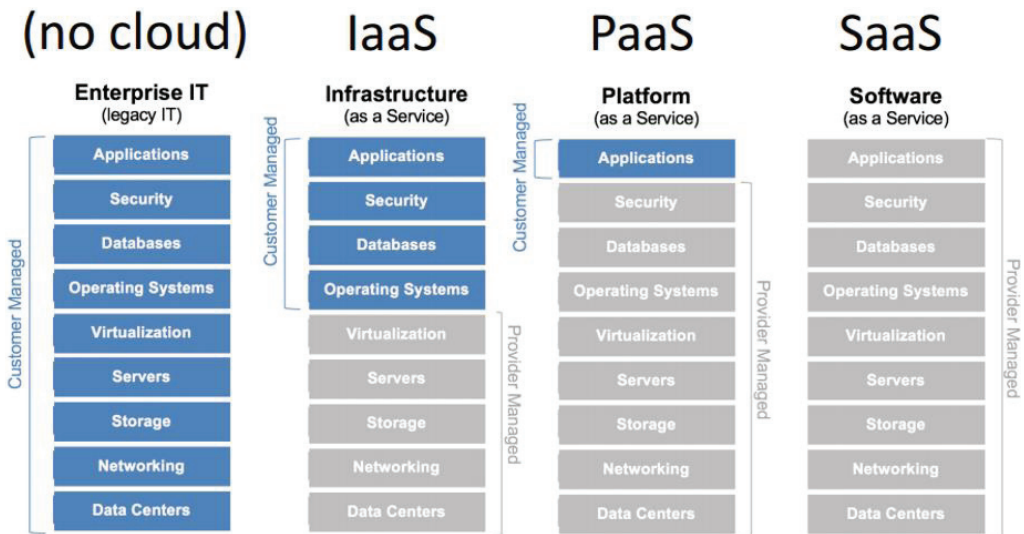 (no cloud)
IaaS
PaaS
SaaS
Enterprise IT
(legacy IT)
Customer Managed
Applications
Security
Databases
Operating Systems
Virtualization
Servers
Storage
Networking
Data Centers
Infrastructure
(as a Service)
Customer Managed
Applications
Security
Databases
Operating Systems
Virtualization
Servers
Storage
Networking
Data Centers
Provider Managed
Platform
(as a Service)
Customer Managed
Applications
Security
Databases
Operating Systems
Virtualization
Servers
Storage
Networking
Data Centers
Provider Managed
Software
(as a Service)
Applications
Security
Databases
Operating Systems
Virtualization
Servers
Storage
Networking
Data Centers
Provider Managed